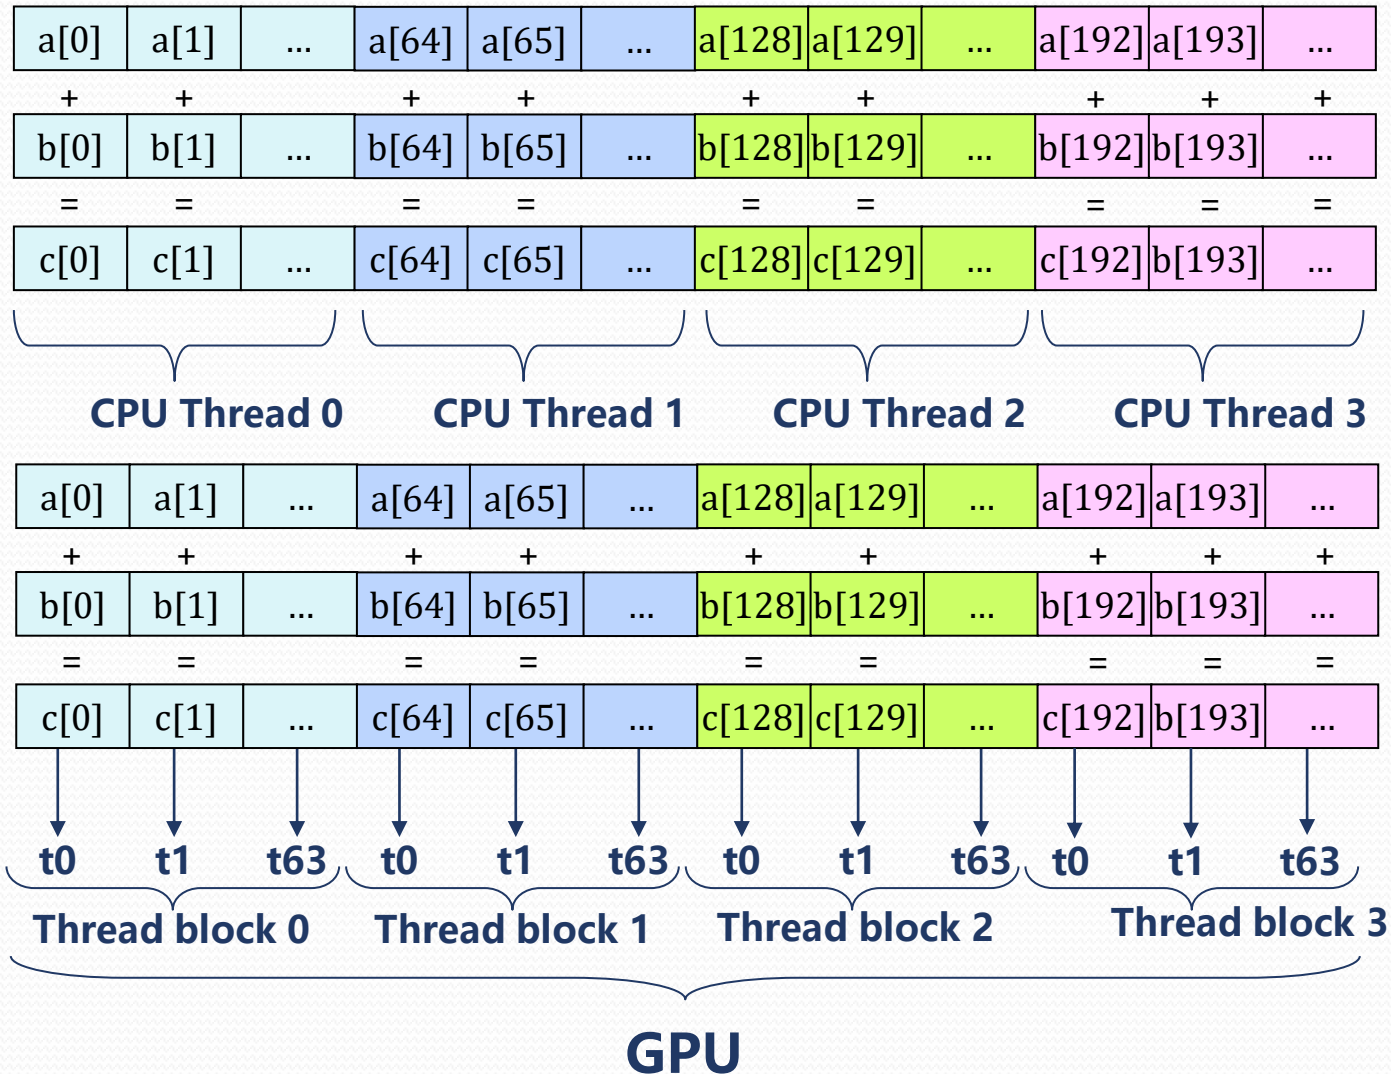 a[0] a[1] ... a[64] a[65] ... a[128] a[129] ... a[192] a[193] ...
+ + + + + + + + +
b[0] b[1] ... b[64] b[65] ... b[128] b[129] ... b[192] b[193] ...
= = = = = = = = =
c[0] c[1] ... c[64] c[65] ... c[128] c[129] ... c[192] b[193] ...
CPU Thread 0 CPU Thread 1 CPU Thread 2 CPU Thread 3
a[0] a[1] ... a[64] a[65] ... a[128] a[129] ... a[192] a[193] ...
+ + + + + + + + +
b[0] b[1] ... b[64] b[65] ... b[128] b[129] ... b[192] b[193] ...
= = = = = = = = =
c[0] c[1] ... c[64] c[65] ... c[128] c[129] ... c[192] b[193] ...
t0 t1 t63 t0 t1 t63 t0 t1 t63 t0 t1 t63
Thread block 0 Thread block 1 Thread block 2 Thread block 3
GPU